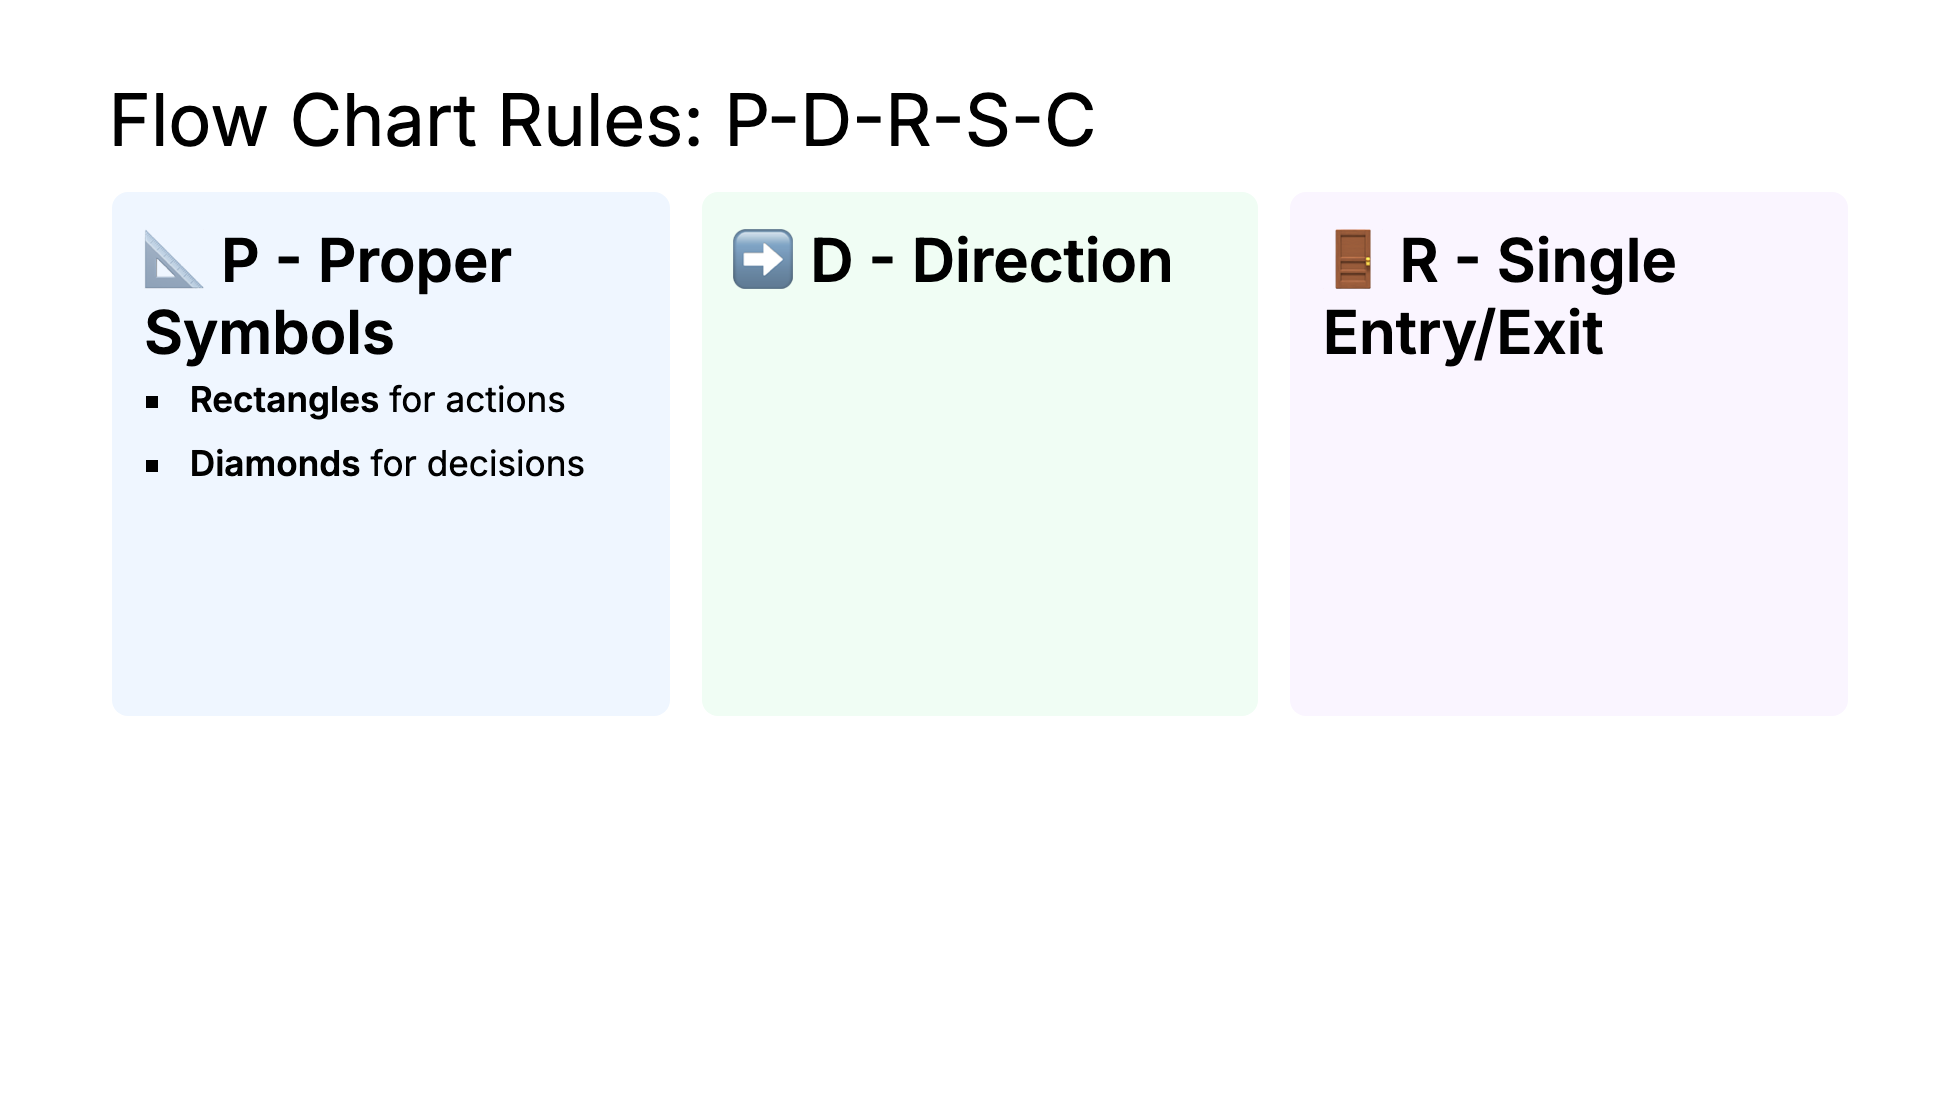 Flow Chart Rules: P-D-R-S-C
📐 P - Proper
Symbols
▪ Rectangles for actions
▪ Diamonds for decisions
➡️ D - Direction
🚪 R - Single
Entry/Exit